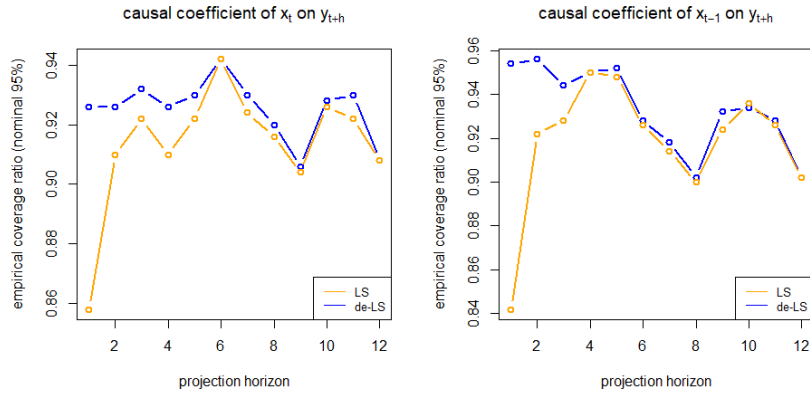 causal coefficient of xₜ on yₜ₊ₕ
empirical coverage ratio (nominal 95%)
0.94
0.92
0.90
0.88
0.86
2 4 6 8 10 12
projection horizon
LS
de-LS
causal coefficient of xₜ₋₁ on yₜ₊ₕ
empirical coverage ratio (nominal 95%)
0.96
0.94
0.92
0.90
0.88
0.86
0.84
2 4 6 8 10 12
projection horizon
LS
de-LS